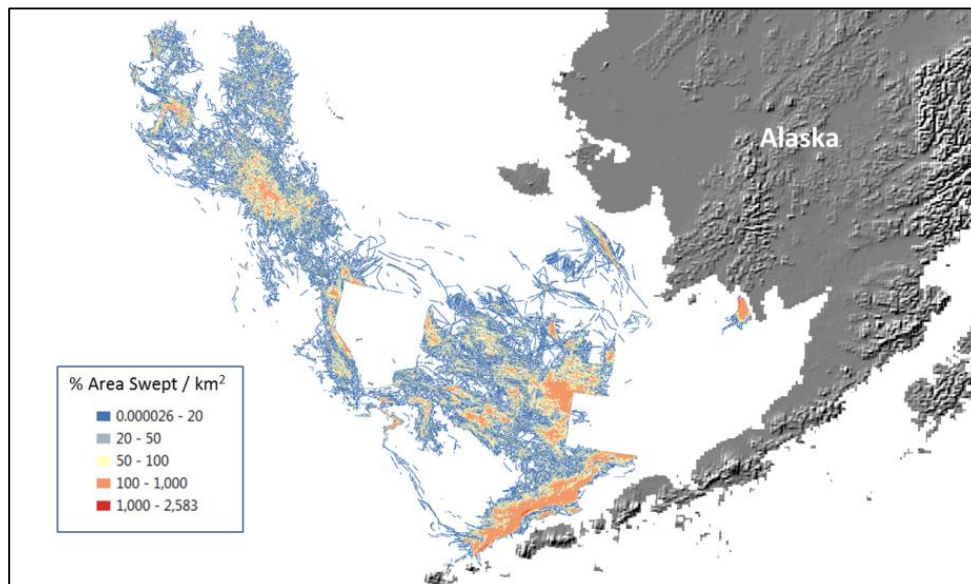 Alaska
% Area Swept / km²
0.000026 - 20
20 - 50
50 - 100
100 - 1,000
1,000 - 2,583